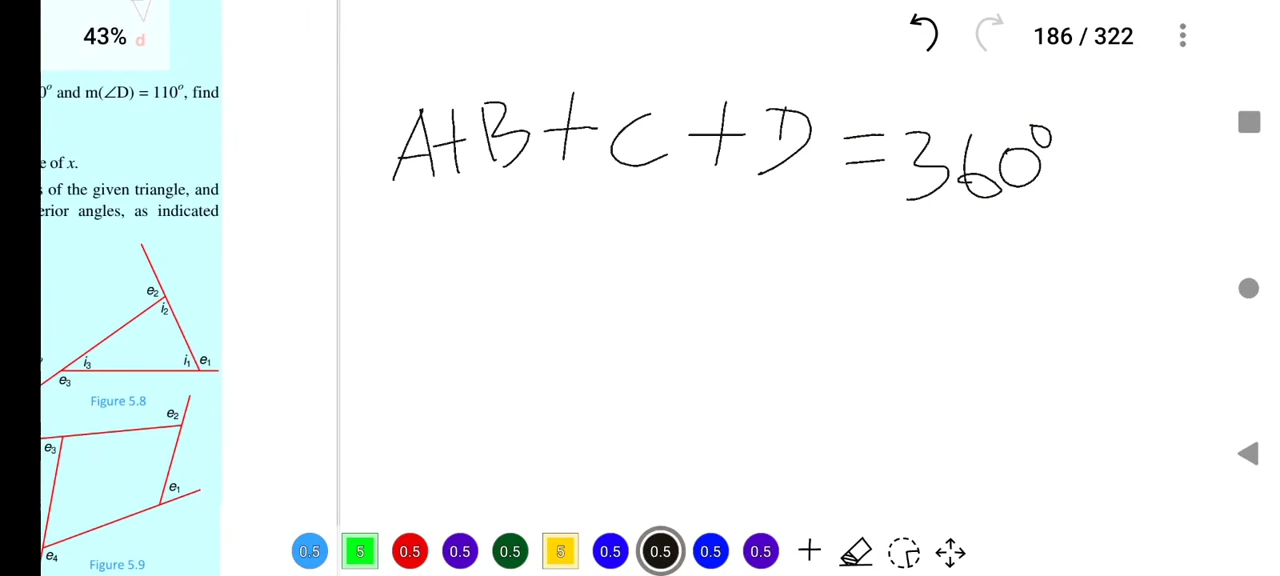 43% d
186 / 322
0° and m(∠D) = 110°, find
A+B+C+D=360°
e of x.
s of the given triangle, and
erior angles, as indicated
e2
i2
i3
i1 e1
e3
Figure 5.8
e2
e3
e1
e4
Figure 5.9
0.5 5 0.5 0.5 0.5 5 0.5 0.5 0.5 0.5